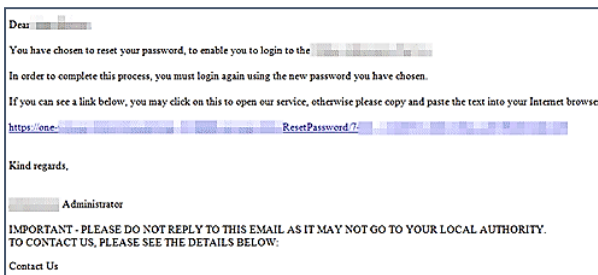 Dear
You have chosen to reset your password, to enable you to login to the
In order to complete this process, you must login again using the new password you have chosen.
If you can see a link below, you may click on this to open our service, otherwise please copy and paste the text into your Internet browse
https://one- ResetPassword/7-
Kind regards,
Administrator
IMPORTANT - PLEASE DO NOT REPLY TO THIS EMAIL AS IT MAY NOT GO TO YOUR LOCAL AUTHORITY.
TO CONTACT US, PLEASE SEE THE DETAILS BELOW:
Contact Us